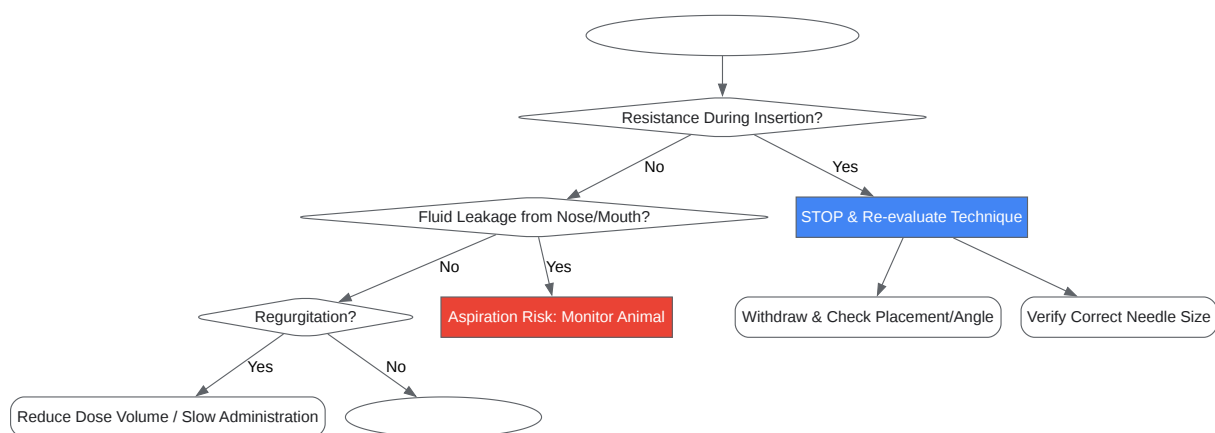 Resistance During Insertion?
No
Yes
Fluid Leakage from Nose/Mouth?
STOP & Re-evaluate Technique
No
Yes
Regurgitation?
Aspiration Risk: Monitor Animal
Withdraw & Check Placement/Angle
Verify Correct Needle Size
Yes
No
Reduce Dose Volume / Slow Administration